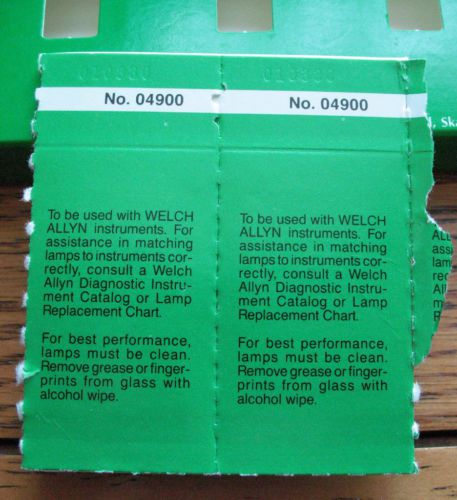 010300 010300
No. 04900 No. 04900
, Ska
To be used with WELCH
ALLYN instruments. For
assistance in matching
lamps to instruments cor-
rectly, consult a Welch
Allyn Diagnostic Instru-
ment Catalog or Lamp
Replacement Chart.
For best performance,
lamps must be clean.
Remove grease or finger-
prints from glass with
alcohol wipe.
To be used with WELCH
ALLYN instruments. For
assistance in matching
lamps to instruments cor-
rectly, consult a Welch
Allyn Diagnostic Instru-
ment Catalog or Lamp
Replacement Chart.
For best performance,
lamps must be clean.
Remove grease or finger-
prints from glass with
alcohol wipe.